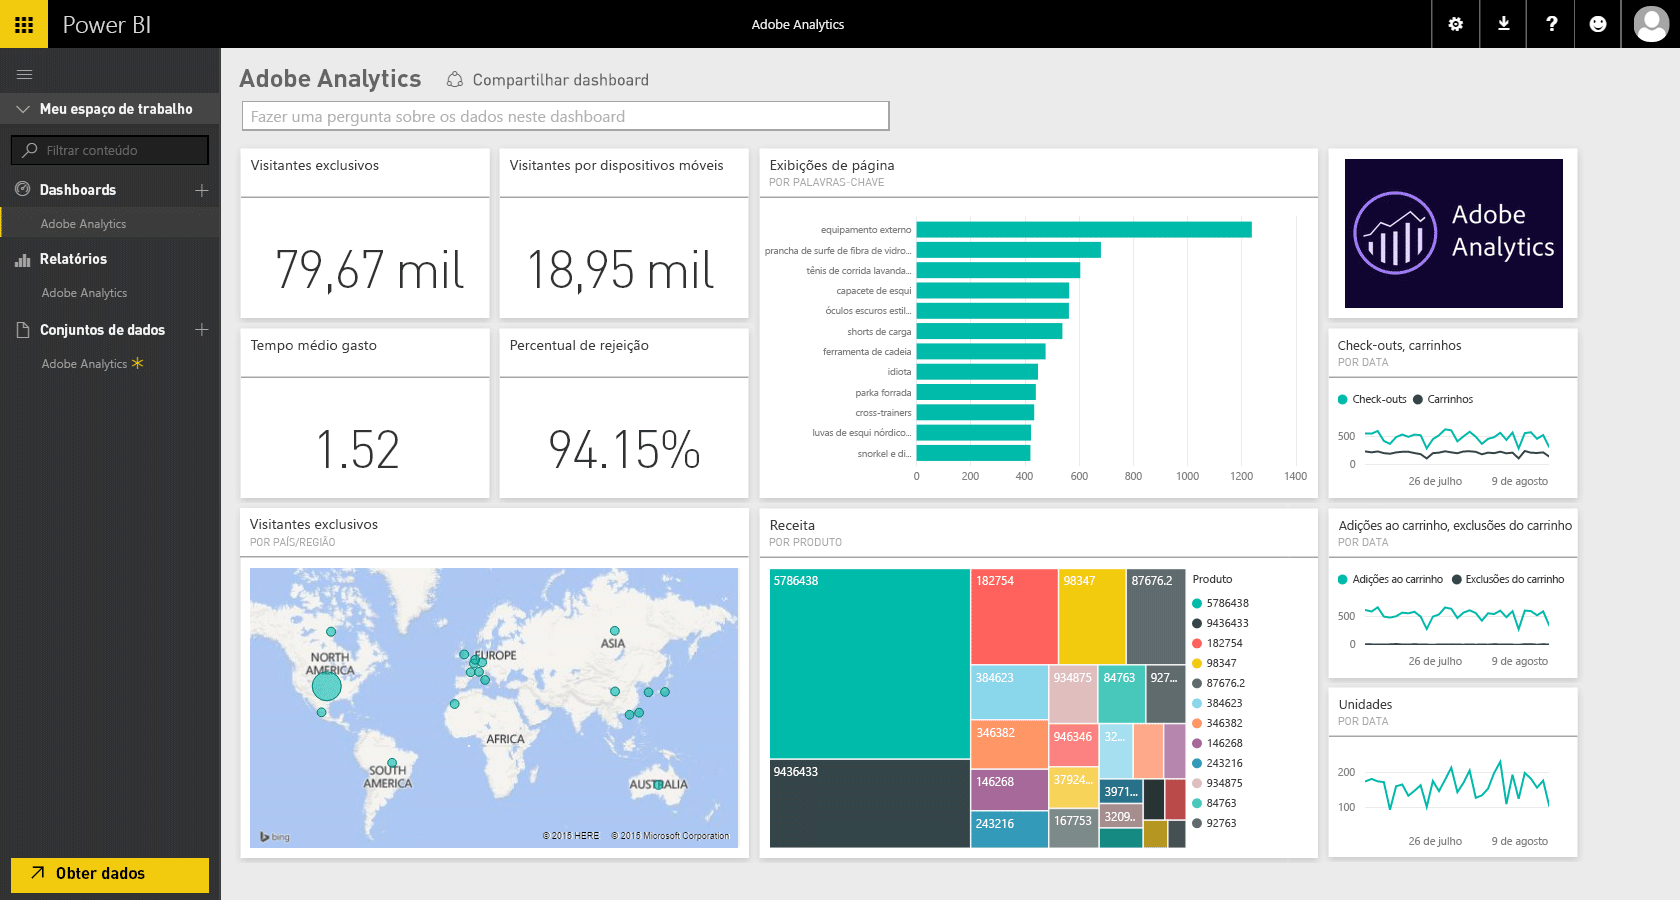 Power BI
Adobe Analytics
?
Adobe Analytics
Compartilhar dashboard
Fazer uma pergunta sobre os dados neste dashboard
Meu espaço de trabalho
Filtrar conteúdo
Dashboards
Adobe Analytics
Relatórios
Adobe Analytics
Conjuntos de dados
Adobe Analytics
Obter dados
Visitantes exclusivos
79,67 mil
Visitantes por dispositivos móveis
18,95 mil
Tempo médio gasto
1.52
Percentual de rejeição
94.15%
Exibições de página
POR PALAVRAS-CHAVE
equipamento externo
prancha de surfe de fibra de vidro...
tênis de corrida lavanda...
capacete de esqui
óculos escuros estil...
shorts de carga
ferramenta de cadeia
idiota
parka forrada
cross-trainers
luvas de esqui nórdico...
snorkel e di...
0 200 400 600 800 1000 1200 1400
Adobe
Analytics
Check-outs, carrinhos
POR DATA
Check-outs Carrinhos
500
0
26 de julho 9 de agosto
Visitantes exclusivos
POR PAÍS/REGIÃO
NORTH
AMERICA
EUROPE
ASIA
AFRICA
SOUTH
AMERICA
AUSTRALIA
bing
© 2015 HERE © 2015 Microsoft Corporation
Receita
POR PRODUTO
5786438
9436433
182754
98347
87676.2
384623
934875
84763
927...
346382
946346
32...
146268
37924...
3971...
243216
167753
3209..
Produto
5786438
9436433
182754
98347
87676.2
384623
346382
146268
243216
934875
84763
92763
Adições ao carrinho, exclusões do carrinho
POR DATA
Adições ao carrinho Exclusões do carrinho
500
0
26 de julho 9 de agosto
Unidades
POR DATA
200
100
26 de julho 9 de agosto